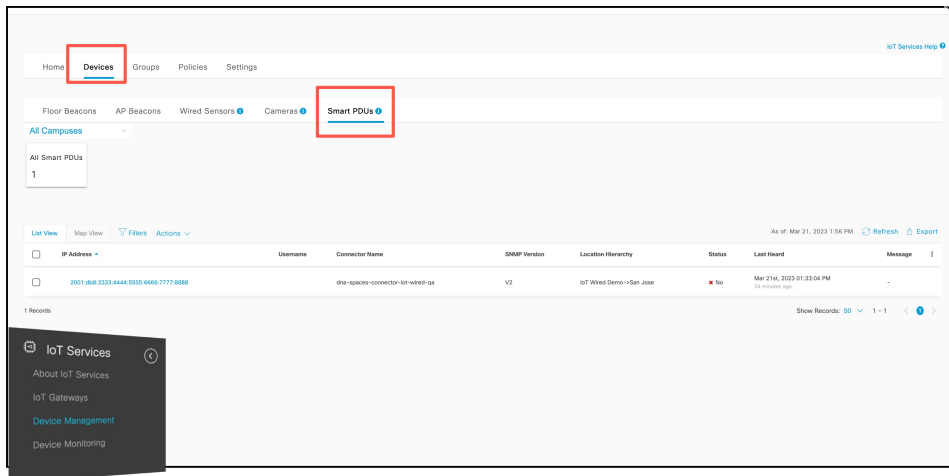 IoT Services Help
Home Devices Groups Policies Settings
Floor Beacons AP Beacons Wired Sensors Cameras Smart PDUs
All Campuses
All Smart PDUs
1
List View Map View Filters Actions As of: Mar 21, 2023 1:56 PM Refresh Export
IP Address Username Connector Name SNMP Version Location Hierarchy Status Last Heard Message
2001:db8:3333:4444:5555:6666:7777:8888 dna-spaces-connector-iot-wired-qa V2 IoT Wired Demo->San Jose No Mar 21st, 2023 01:33:04 PM -
24 minutes ago
1 Records Show Records: 50 1 - 1 1
IoT Services
About IoT Services
IoT Gateways
Device Management
Device Monitoring